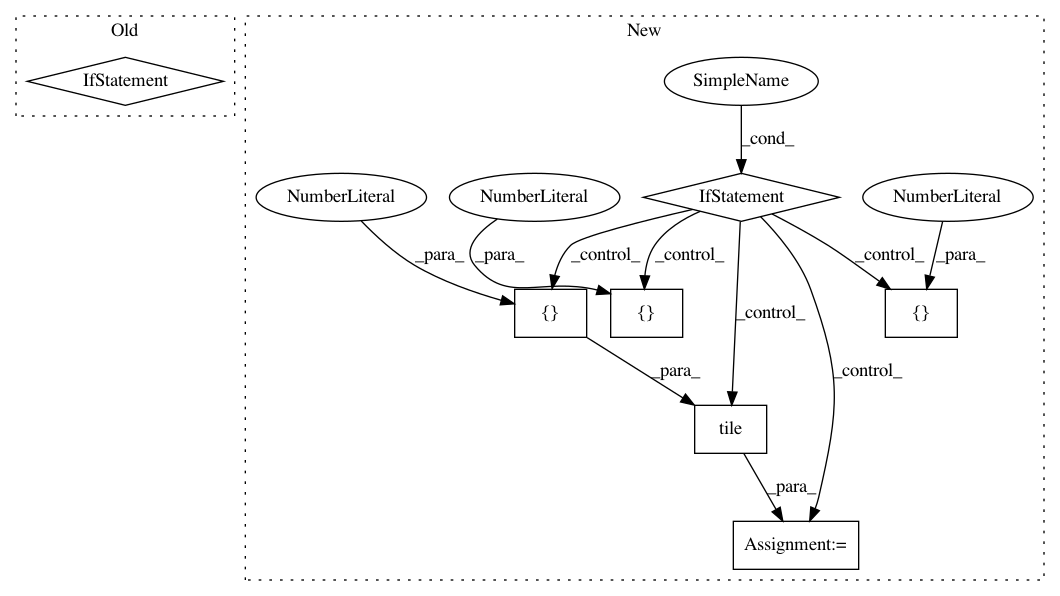 Old
New
IfStatement
SimpleName
_cond_
NumberLiteral
NumberLiteral
IfStatement
NumberLiteral
_para_
_para_
_control_
_control_
_control_
_para_
{}
{}
{}
_control_
_para_
_control_
tile
_para_
Assignment:=